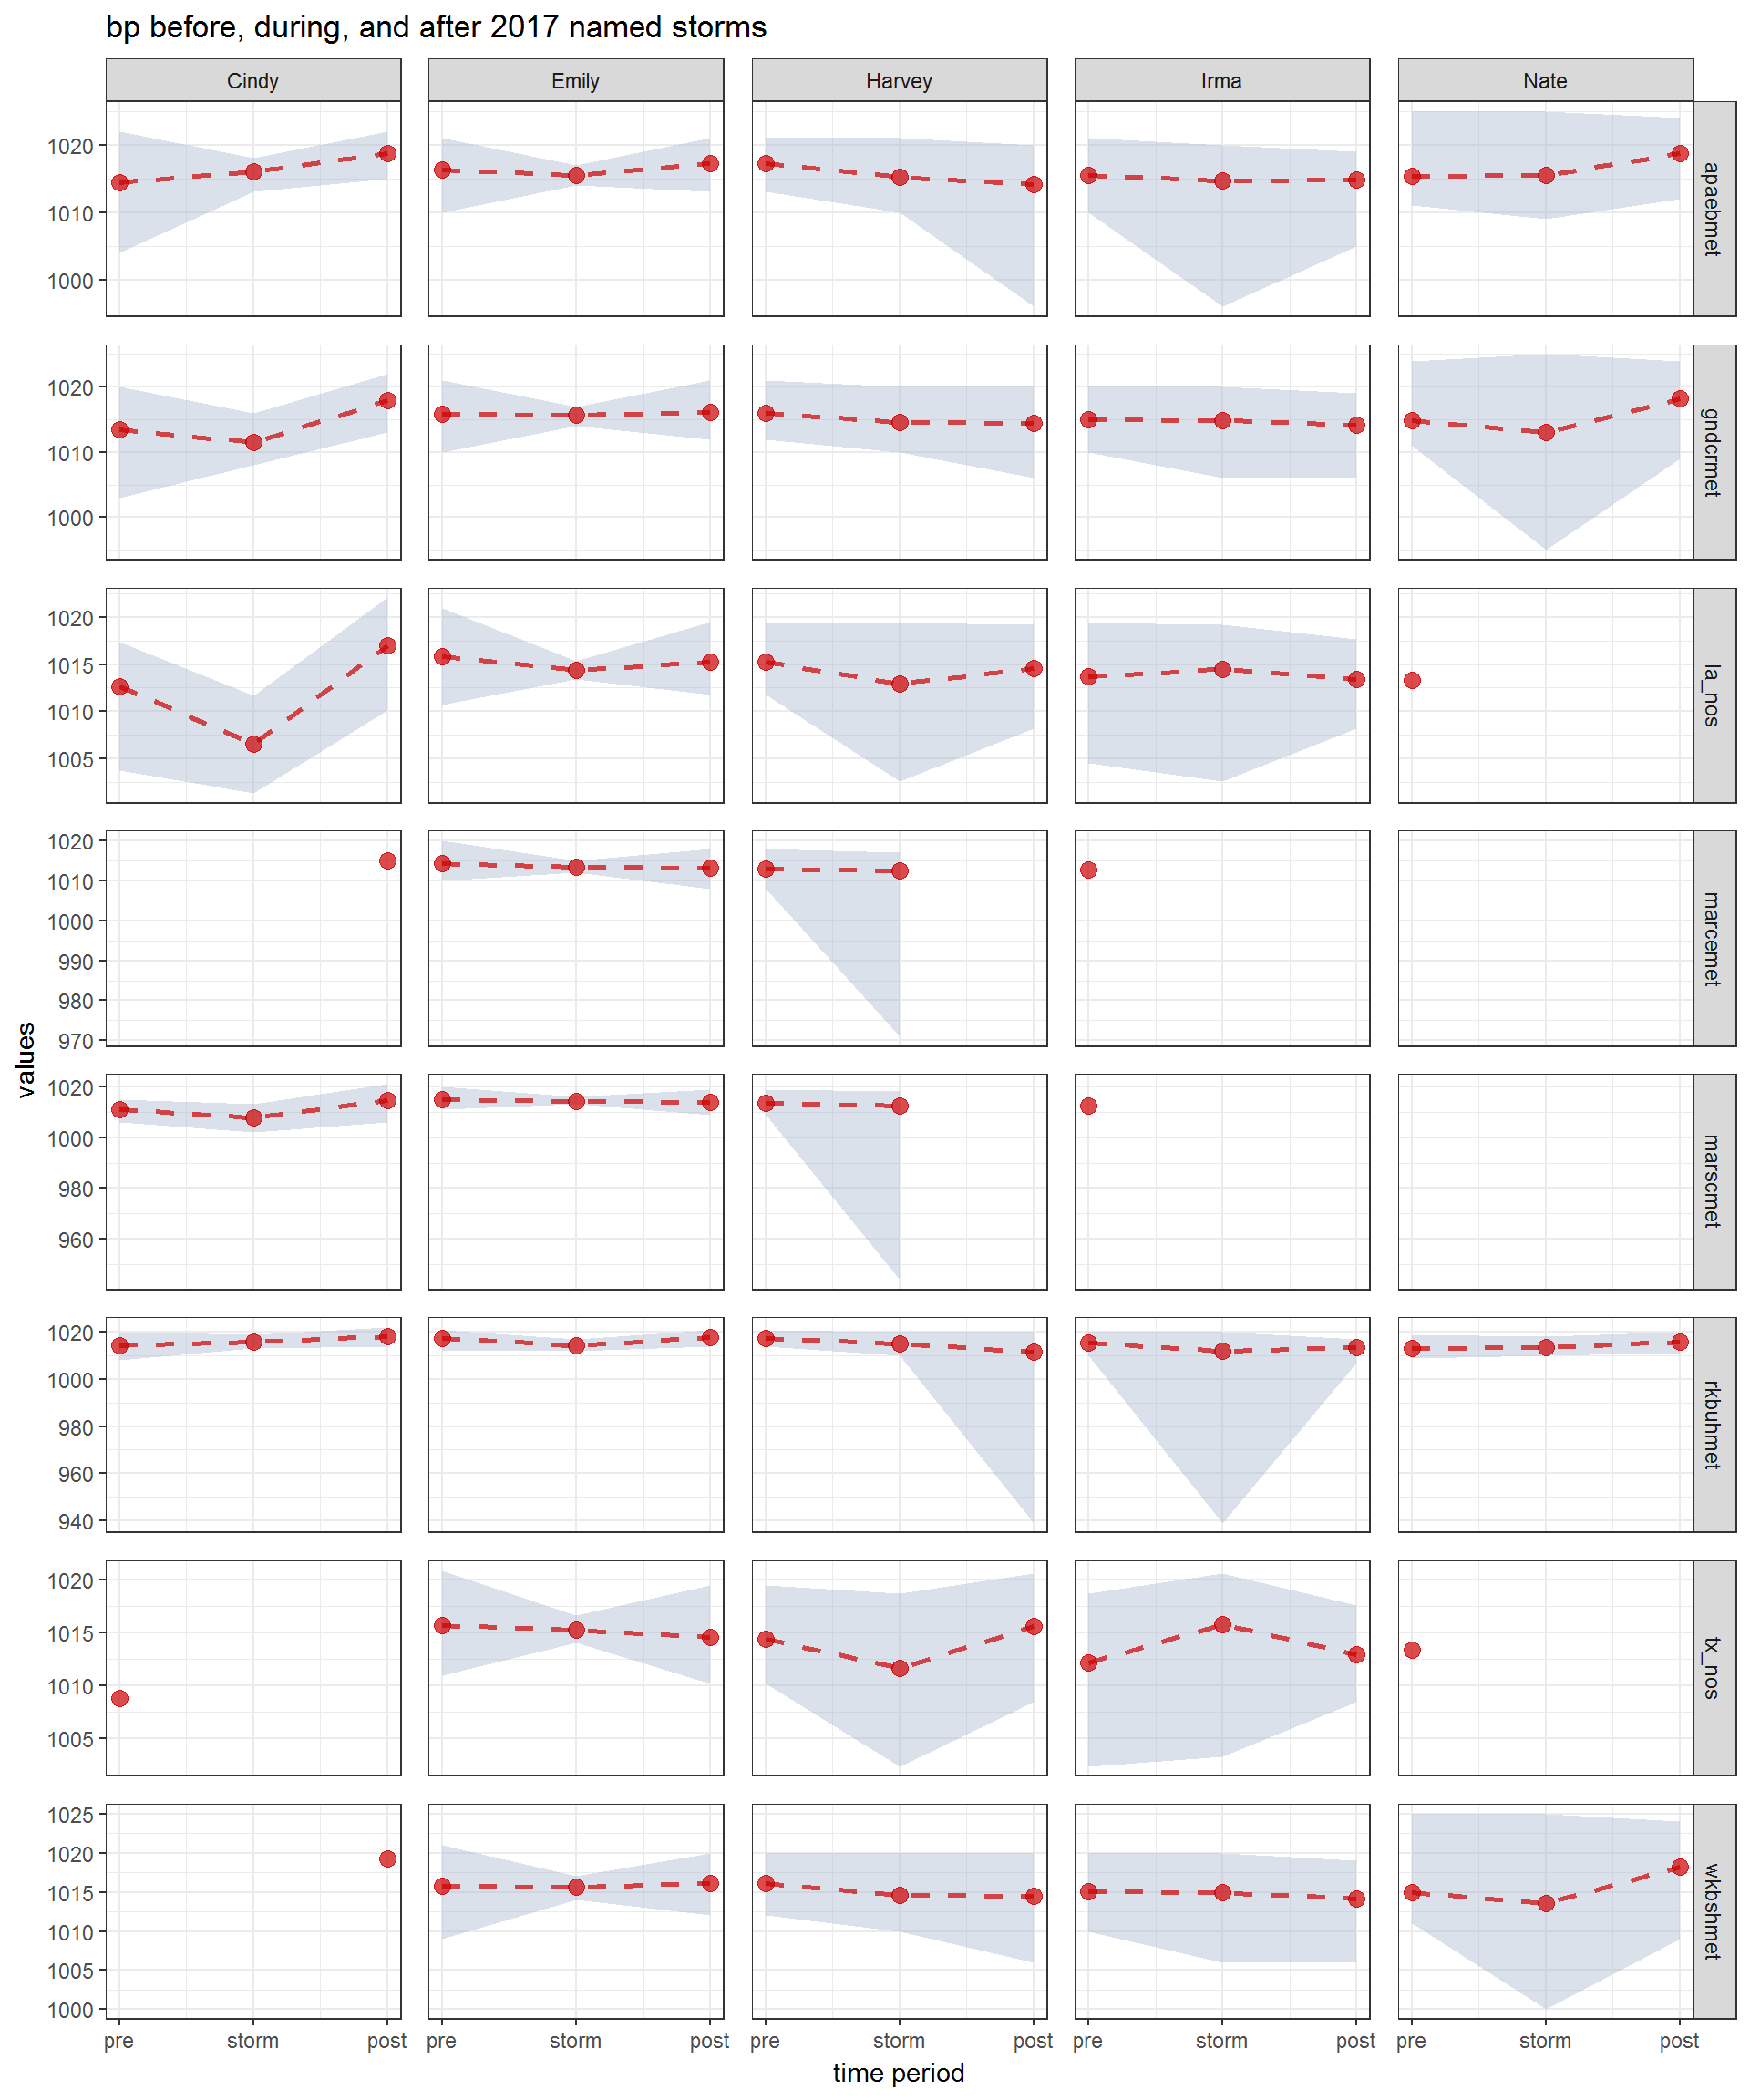 bp before, during, and after 2017 named storms
Cindy Emily Harvey Irma Nate
1020
1010
1000
apaebmet
1020
1010
1000
gndcrmet
1020
1015
1010
1005
la_nos
1020
1010
1000
990
980
970
marcemet
values
1020
1000
980
960
marscmet
1020
1000
980
960
940
rkbuhmet
1020
1015
1010
1005
tx_nos
1025
1020
1015
1010
1005
1000
wkbshmet
pre storm post pre storm post pre storm post pre storm post pre storm post
time period